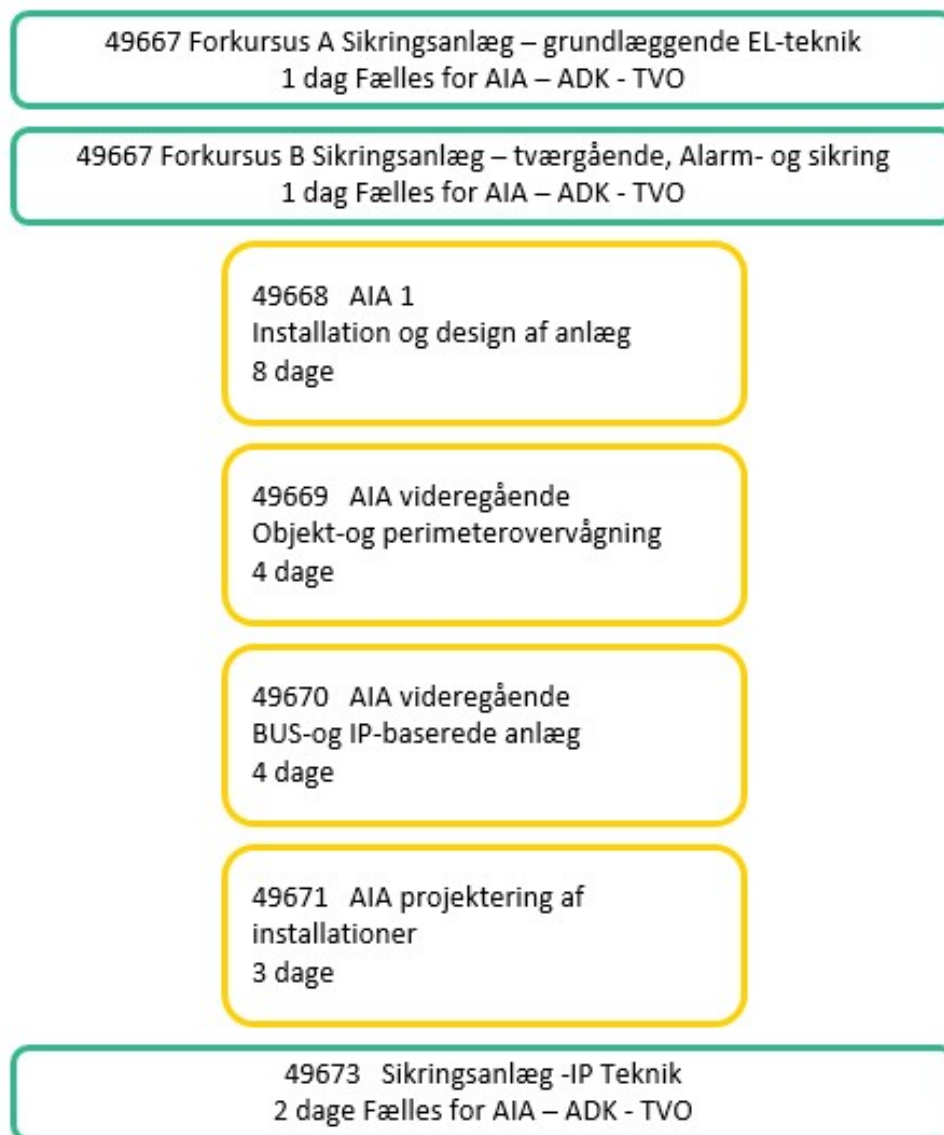 49667 Forkursus A Sikringsanlæg – grundlæggende EL-teknik
1 dag Fælles for AIA – ADK - TVO
49667 Forkursus B Sikringsanlæg – tværgående, Alarm- og sikring
1 dag Fælles for AIA – ADK - TVO
49668 AIA 1
Installation og design af anlæg
8 dage
49669 AIA videregående
Objekt-og perimeterovervågning
4 dage
49670 AIA videregående
BUS-og IP-baserede anlæg
4 dage
49671 AIA projektering af
installationer
3 dage
49673 Sikringsanlæg -IP Teknik
2 dage Fælles for AIA – ADK - TVO